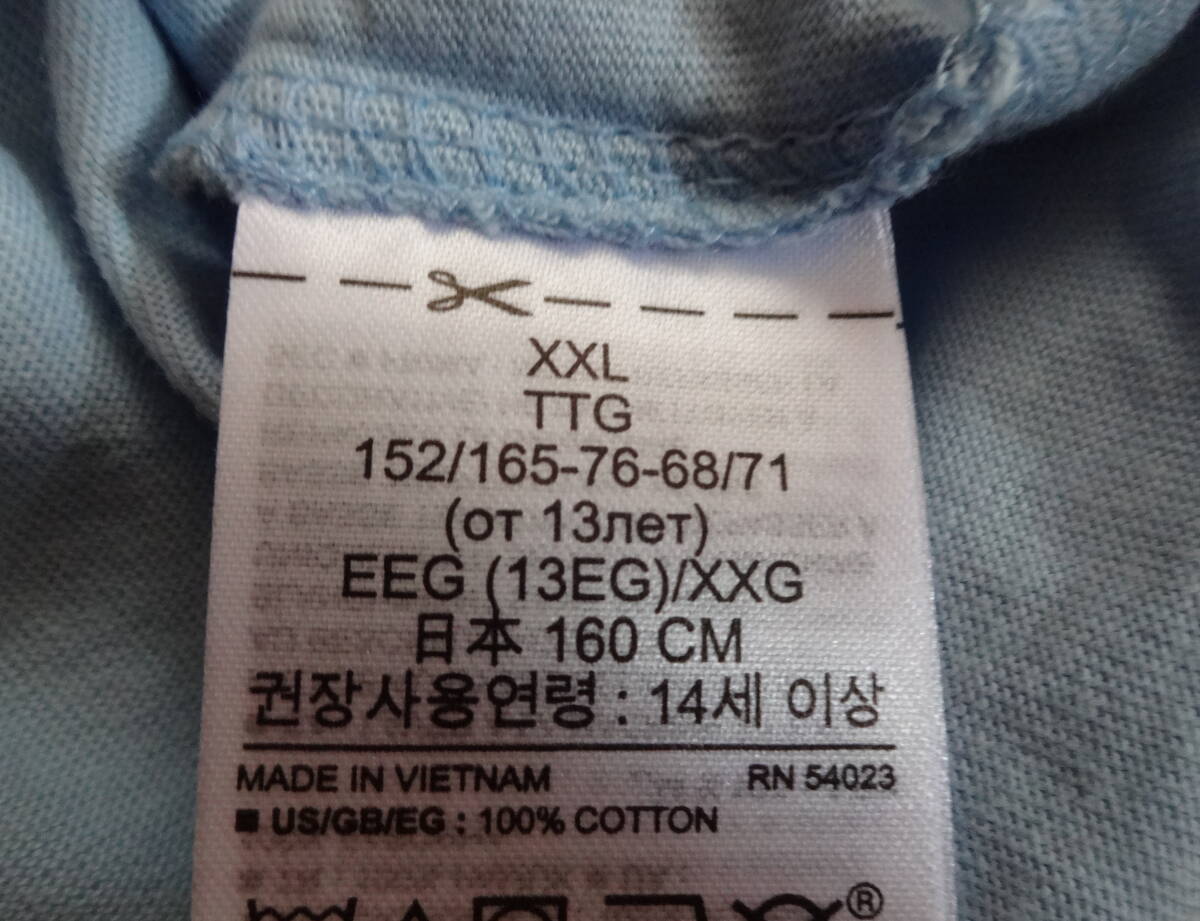 XXL
TTG
152/165-76-68/71
(от 13лет)
EEG (13EG)/XXG
日本 160 CM
권장사용연령 : 14세 이상
MADE IN VIETNAM RN 54023
■ US/GB/EG : 100% COTTON
®